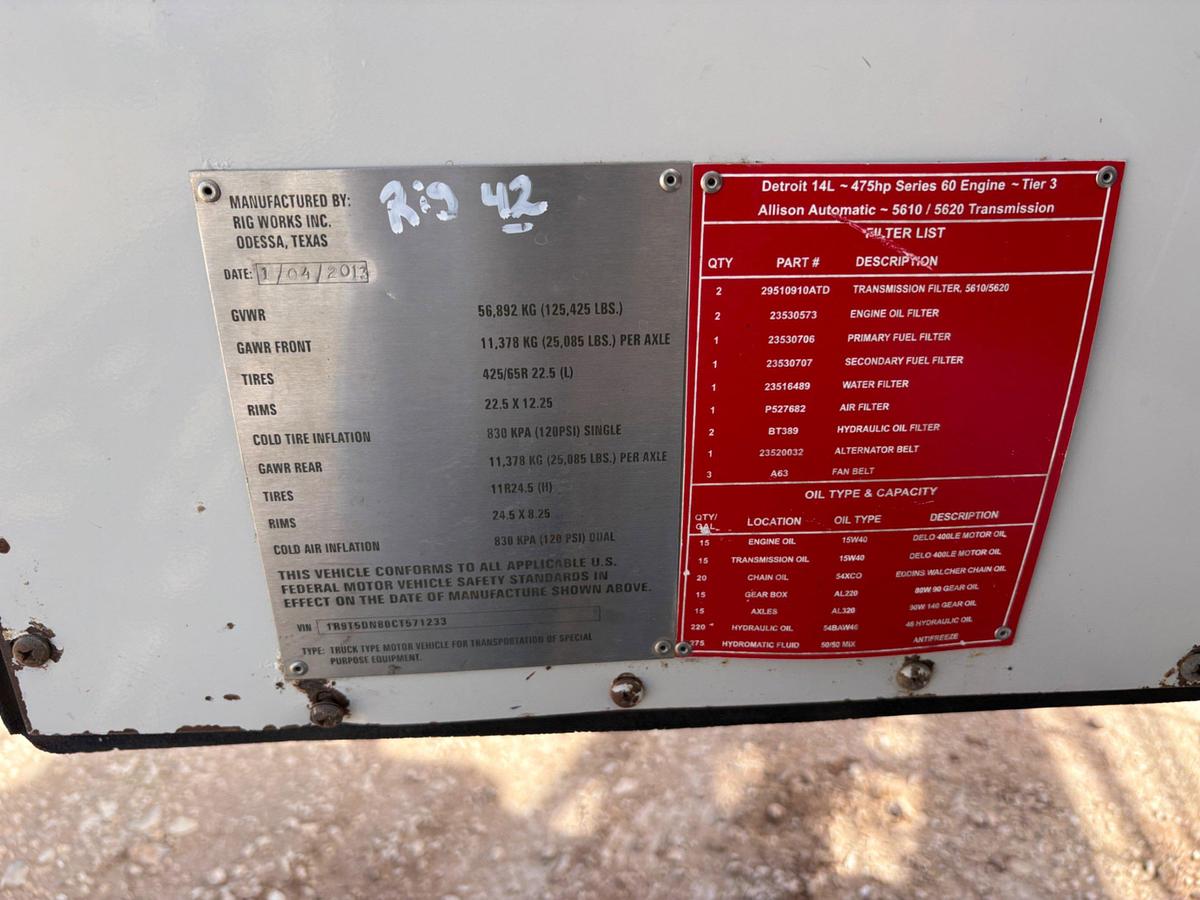 MANUFACTURED BY:
RIG WORKS INC.
ODESSA, TEXAS
Rig 42
DATE: 1/04/2013
GVWR 56,892 KG (125,425 LBS.)
GAWR FRONT 11,378 KG (25,085 LBS.) PER AXLE
TIRES 425/65R 22.5 (L)
RIMS 22.5 X 12.25
COLD TIRE INFLATION 830 KPA (120PSI) SINGLE
GAWR REAR 11,378 KG (25,085 LBS.) PER AXLE
TIRES 11R24.5 (H)
RIMS 24.5 X 8.25
COLD AIR INFLATION 830 KPA (120 PSI) DUAL
THIS VEHICLE CONFORMS TO ALL APPLICABLE U.S.
FEDERAL MOTOR VEHICLE SAFETY STANDARDS IN
EFFECT ON THE DATE OF MANUFACTURE SHOWN ABOVE.
VIN 1R9T5DN80CT571233
TYPE: TRUCK TYPE MOTOR VEHICLE FOR TRANSPORTATION OF SPECIAL
PURPOSE EQUIPMENT.
Detroit 14L ~ 475hp Series 60 Engine ~ Tier 3
Allison Automatic ~ 5610 / 5620 Transmission
FILTER LIST
QTY PART # DESCRIPTION
2 29510910ATD TRANSMISSION FILTER, 5610/5620
2 23530573 ENGINE OIL FILTER
1 23530706 PRIMARY FUEL FILTER
1 23530707 SECONDARY FUEL FILTER
1 23516489 WATER FILTER
1 P527682 AIR FILTER
2 BT389 HYDRAULIC OIL FILTER
1 23520032 ALTERNATOR BELT
3 A63 FAN BELT
OIL TYPE & CAPACITY
QTY/
GAL LOCATION OIL TYPE DESCRIPTION
15 ENGINE OIL 15W40 DELO 400LE MOTOR OIL
15 TRANSMISSION OIL 15W40 DELO 400LE MOTOR OIL
20 CHAIN OIL 54XCO EDDINS WALCHER CHAIN OIL
15 GEAR BOX AL220 80W 90 GEAR OIL
15 AXLES AL320 90W 140 GEAR OIL
220 HYDRAULIC OIL 54BAW46 46 HYDRAULIC OIL
275 HYDROMATIC FLUID 50/50 MIX ANTIFREEZE